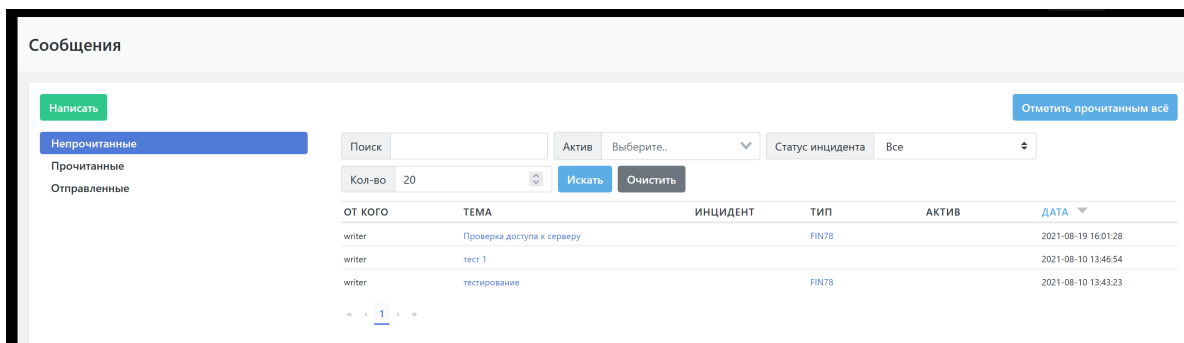 Сообщения
Написать
Отметить прочитанным всё
Непрочитанные
Прочитанные
Отправленные
Поиск Актив Выберите.. Статус инцидента Все
Кол-во 20 Искать Очистить
ОТ КОГО ТЕМА ИНЦИДЕНТ ТИП АКТИВ ДАТА
writer Проверка доступа к серверу FIN78 2021-08-19 16:01:28
writer тест 1 2021-08-10 13:46:54
writer тестирование FIN78 2021-08-10 13:43:23
« ‹ 1 › »